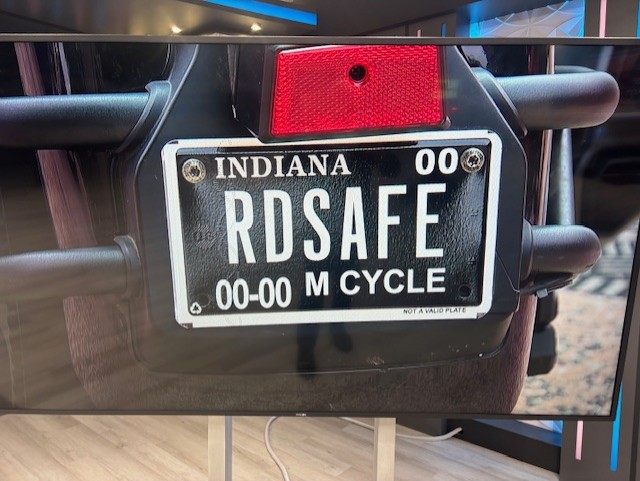 INDIANA 00
RDSAFE
00-00 M CYCLE
NOT A VALID PLATE